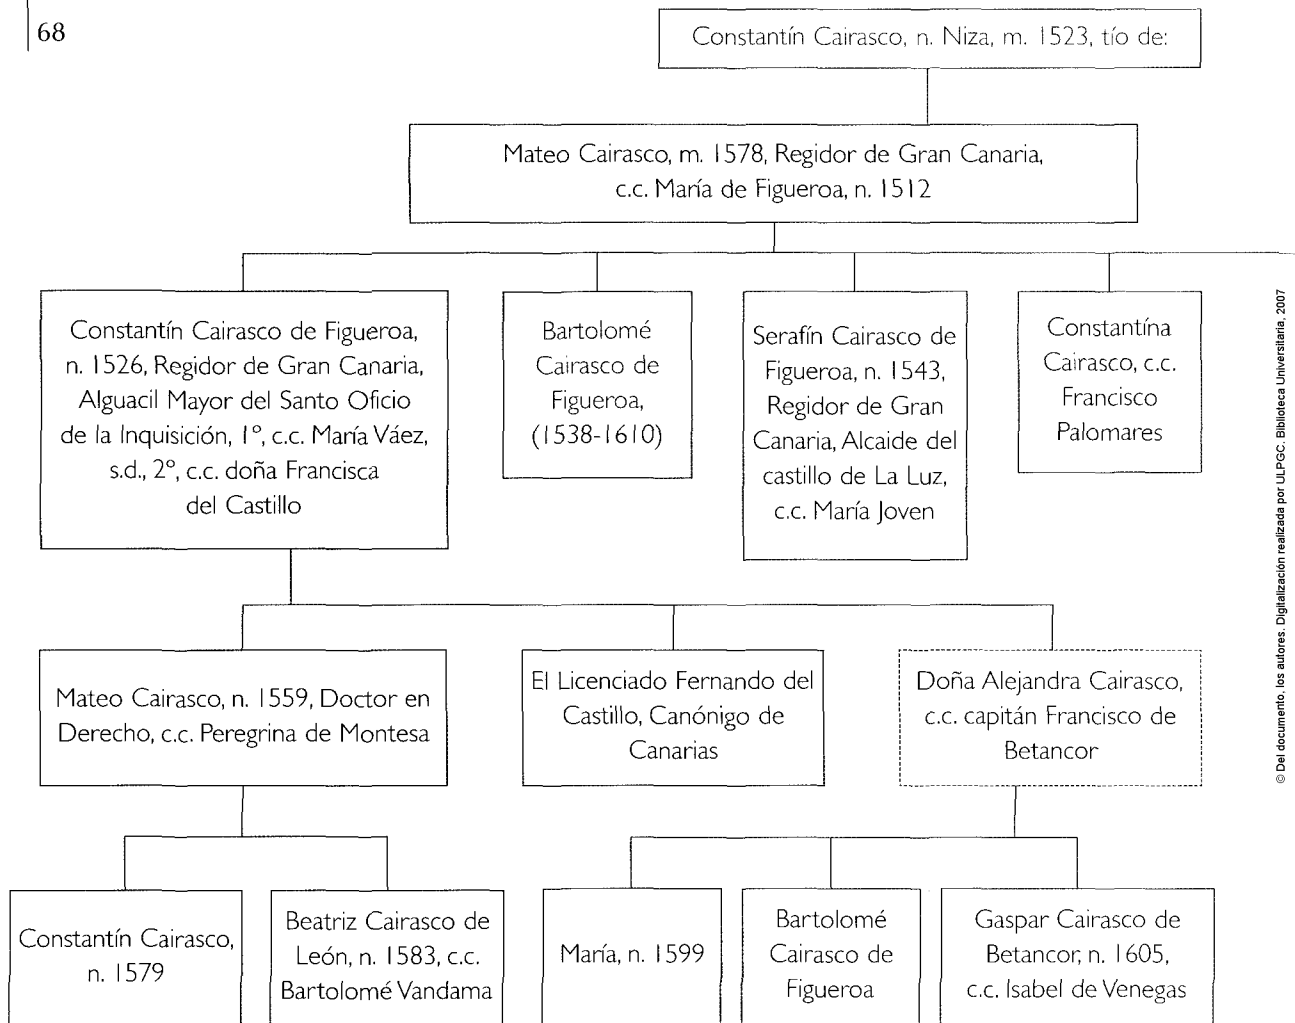 68
Constantín Cairasco, n. Niza, m. 1523, tío de:
Mateo Cairasco, m. 1578, Regidor de Gran Canaria,
c.c. María de Figueroa, n. 1512
Constantín Cairasco de Figueroa,
n. 1526, Regidor de Gran Canaria,
Alguacil Mayor del Santo Oficio
de la Inquisición, 1º, c.c. María Váez,
s.d., 2º, c.c. doña Francisca
del Castillo
Bartolomé
Cairasco de
Figueroa,
(1538-1610)
Serafín Cairasco de
Figueroa, n. 1543,
Regidor de Gran
Canaria, Alcaide del
castillo de La Luz,
c.c. María Joven
Constantína
Cairasco, c.c.
Francisco
Palomares
Mateo Cairasco, n. 1559, Doctor en
Derecho, c.c. Peregrina de Montesa
El Licenciado Fernando del
Castillo, Canónigo de
Canarias
Doña Alejandra Cairasco,
c.c. capitán Francisco de
Betancor
Constantín Cairasco,
n. 1579
Beatriz Cairasco de
León, n. 1583, c.c.
Bartolomé Vandama
María, n. 1599
Bartolomé
Cairasco de
Figueroa
Gaspar Cairasco de
Betancor, n. 1605,
c.c. Isabel de Venegas
© Del documento, los autores. Digitalización realizada por ULPGC. Biblioteca Universitaria, 2007